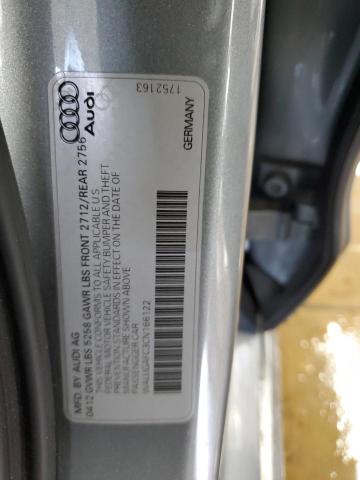 Audi
1752163
GERMANY
MFD. BY AUDI AG
04.12 GVWR LBS 5258 GAWR LBS FRONT 2712/REAR 2756
THIS VEHICLE CONFORMS TO ALL APPLICABLE U.S.
FEDERAL MOTOR VEHICLE SAFETY BUMPER AND THEFT
PREVENTION STANDARDS IN EFFECT ON THE DATE OF
MANUFACTURE SHOWN ABOVE
PASSENGER CAR